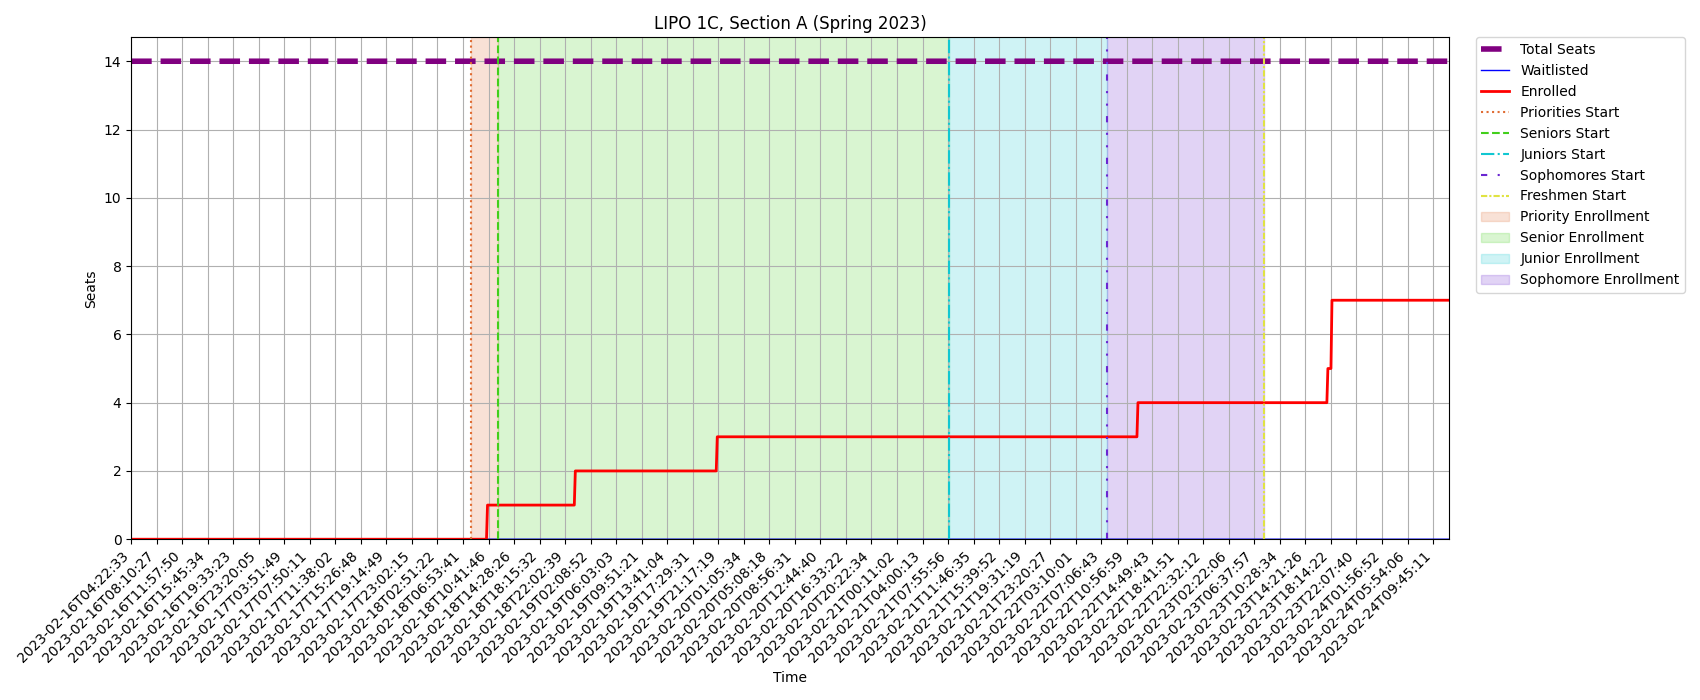 LIPO 1C, Section A (Spring 2023)
Seats
14
12
10
8
6
4
2
0
2023-02-16T04:22:33
2023-02-16T08:10:27
2023-02-16T11:57:50
2023-02-16T15:45:34
2023-02-16T19:33:23
2023-02-16T23:20:05
2023-02-17T03:51:49
2023-02-17T07:50:11
2023-02-17T11:38:02
2023-02-17T15:26:48
2023-02-17T19:14:49
2023-02-17T23:02:15
2023-02-18T02:51:22
2023-02-18T06:53:41
2023-02-18T10:41:46
2023-02-18T14:28:26
2023-02-18T18:15:32
2023-02-18T22:02:39
2023-02-19T02:08:52
2023-02-19T06:03:03
2023-02-19T09:51:21
2023-02-19T13:41:04
2023-02-19T17:29:31
2023-02-19T21:17:19
2023-02-20T01:05:34
2023-02-20T05:08:18
2023-02-20T08:56:31
2023-02-20T12:44:40
2023-02-20T16:33:22
2023-02-20T20:22:34
2023-02-21T00:11:02
2023-02-21T04:00:13
2023-02-21T07:55:56
2023-02-21T11:46:35
2023-02-21T15:39:52
2023-02-21T19:31:19
2023-02-21T23:20:27
2023-02-22T03:10:01
2023-02-22T07:06:43
2023-02-22T10:56:59
2023-02-22T14:49:43
2023-02-22T18:41:51
2023-02-22T22:32:12
2023-02-23T02:22:06
2023-02-23T06:37:57
2023-02-23T10:28:34
2023-02-23T14:21:26
2023-02-23T18:14:22
2023-02-23T22:07:40
2023-02-24T01:56:52
2023-02-24T05:54:06
2023-02-24T09:45:11
Time
Total Seats
Waitlisted
Enrolled
Priorities Start
Seniors Start
Juniors Start
Sophomores Start
Freshmen Start
Priority Enrollment
Senior Enrollment
Junior Enrollment
Sophomore Enrollment